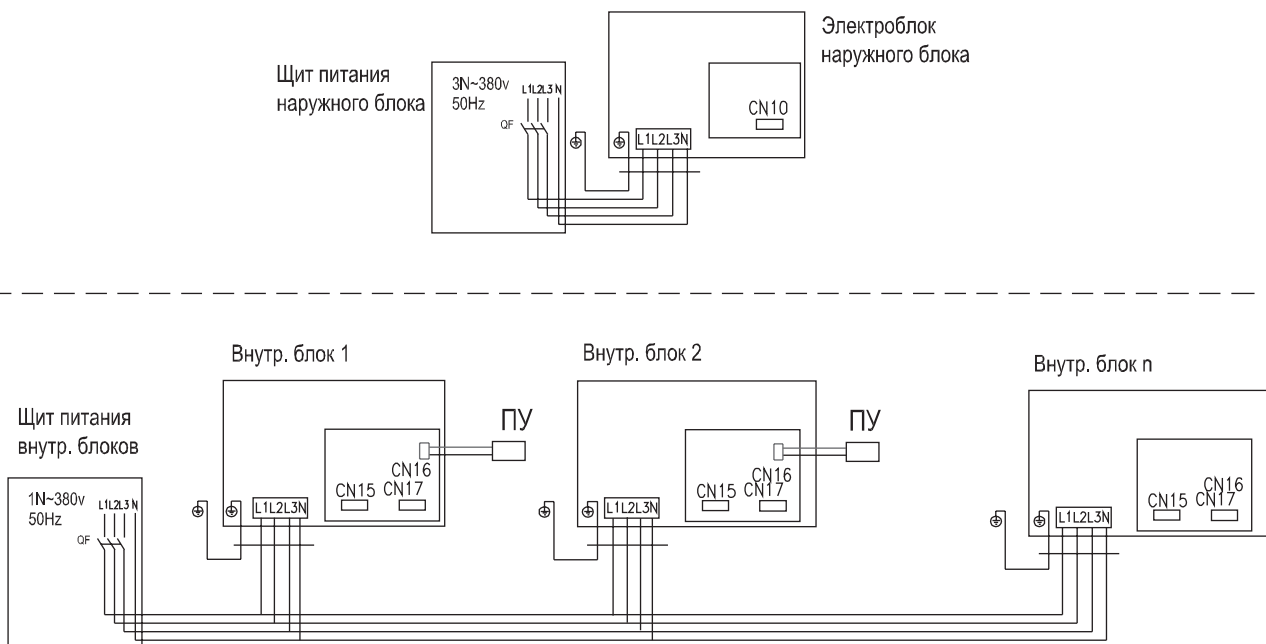 Электроблок
наружного блока
Щит питания
наружного блока
3N~380v
50Hz
L1L2L3 N
QF
CN10
L1L2L3N
Внутр. блок 1
Внутр. блок 2
Внутр. блок n
Щит питания
внутр. блоков
1N~380v
50Hz
L1L2L3 N
QF
ПУ
CN16
CN15 CN17
L1L2L3N
ПУ
CN16
CN15 CN17
L1L2L3N
CN16
CN15 CN17
L1L2L3N